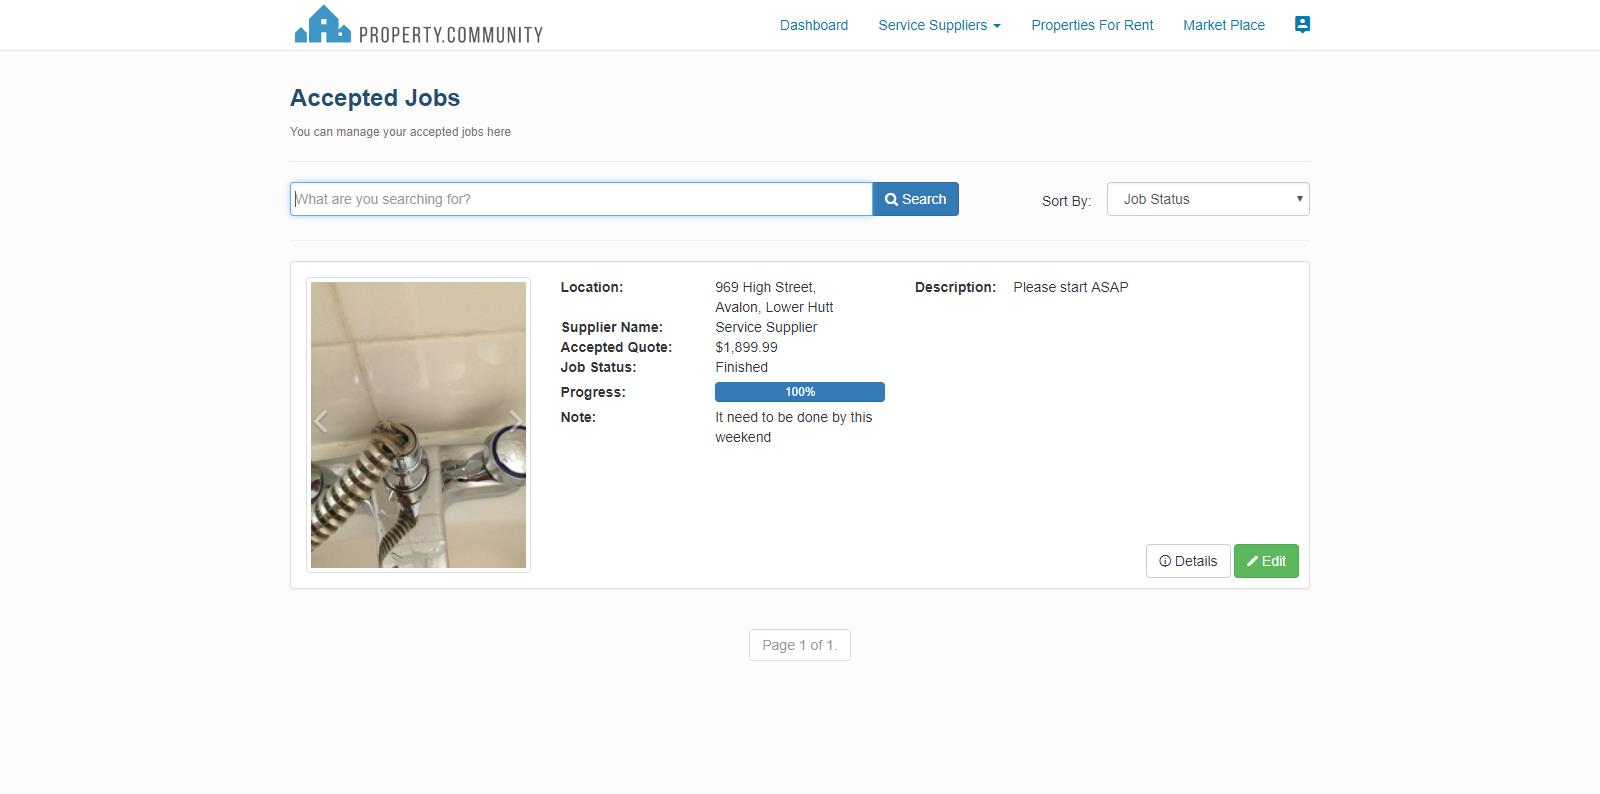 PROPERTY.COMMUNITY
Dashboard
Service Suppliers
Properties For Rent
Market Place
Accepted Jobs
You can manage your accepted jobs here
What are you searching for?
Search
Sort By:
Job Status
Location:
969 High Street,
Avalon, Lower Hutt
Supplier Name:
Service Supplier
Accepted Quote:
$1,899.99
Job Status:
Finished
Progress:
100%
Note:
It need to be done by this
weekend
Description:
Please start ASAP
Details
Edit
Page 1 of 1.